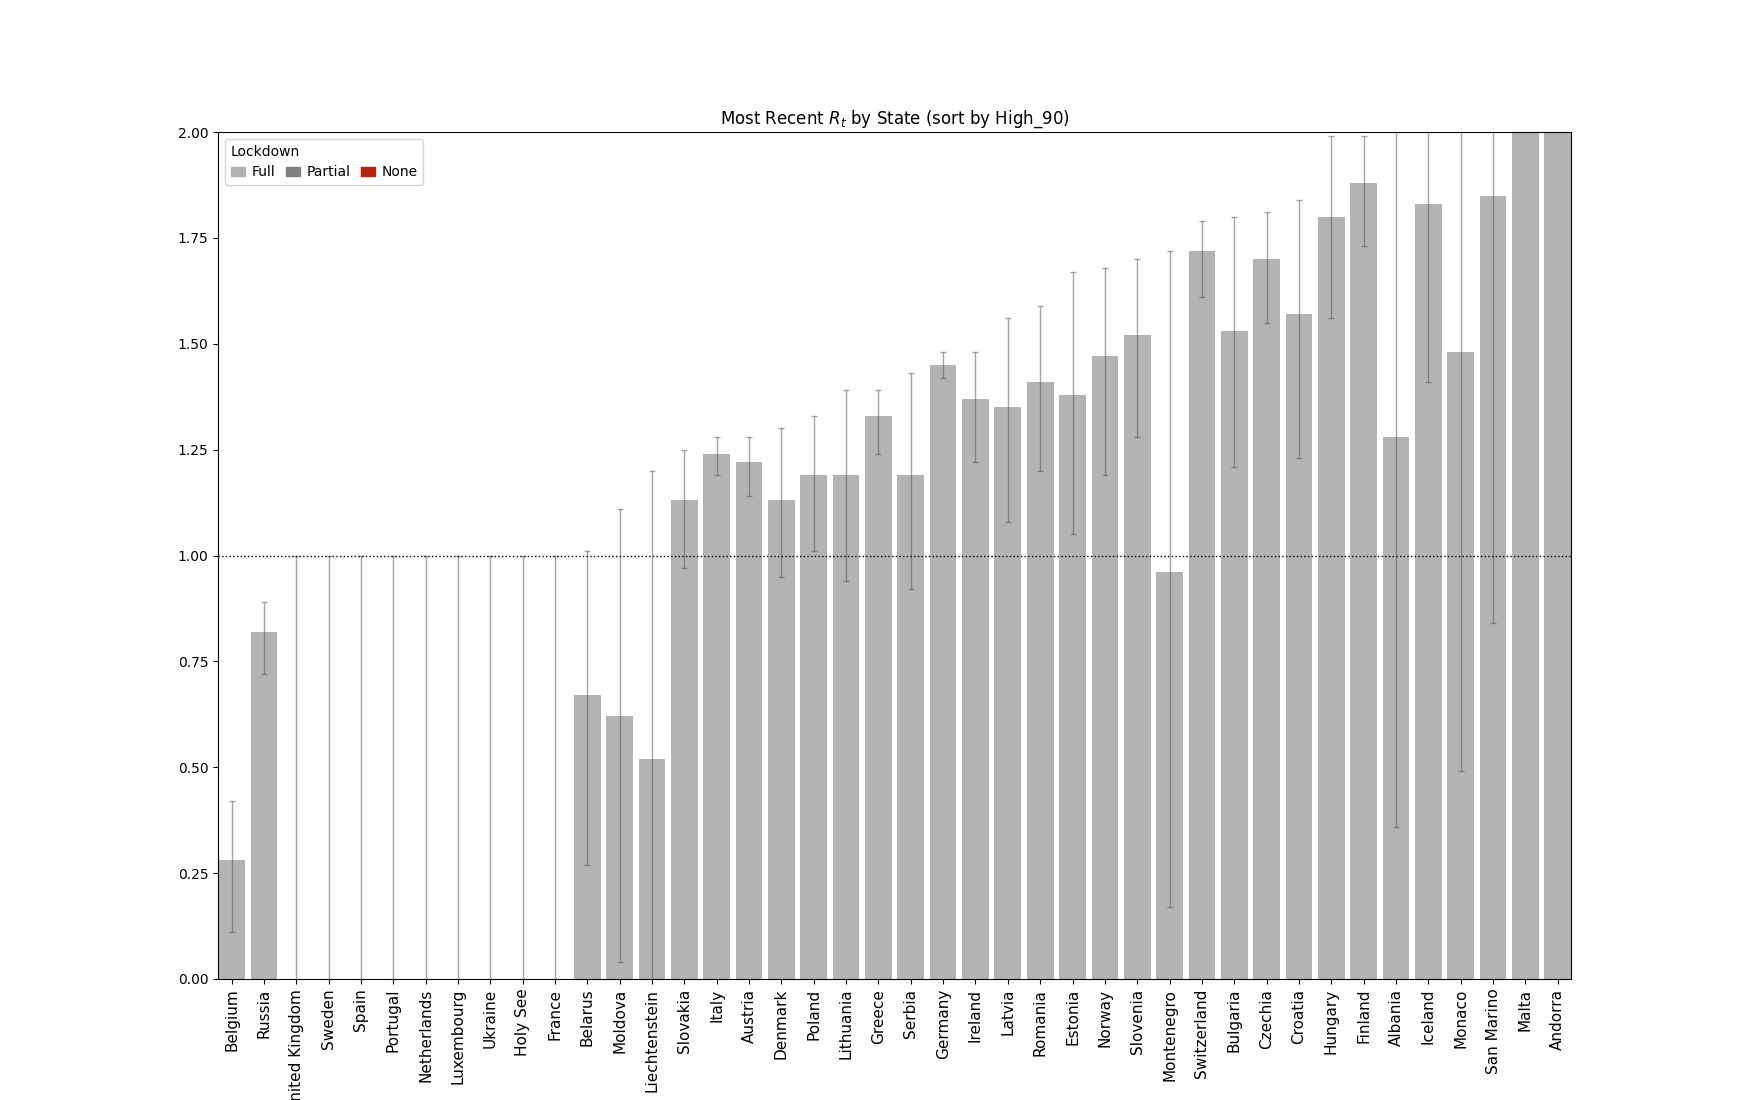 Most Recent R_t by State (sort by High_90)
Lockdown
Full Partial None
2.00
1.75
1.50
1.25
1.00
0.75
0.50
0.25
0.00
Belgium
Russia
nited Kingdom
Sweden
Spain
Portugal
Netherlands
Luxembourg
Ukraine
Holy See
France
Belarus
Moldova
Liechtenstein
Slovakia
Italy
Austria
Denmark
Poland
Lithuania
Greece
Serbia
Germany
Ireland
Latvia
Romania
Estonia
Norway
Slovenia
Montenegro
Switzerland
Bulgaria
Czechia
Croatia
Hungary
Finland
Albania
Iceland
Monaco
San Marino
Malta
Andorra